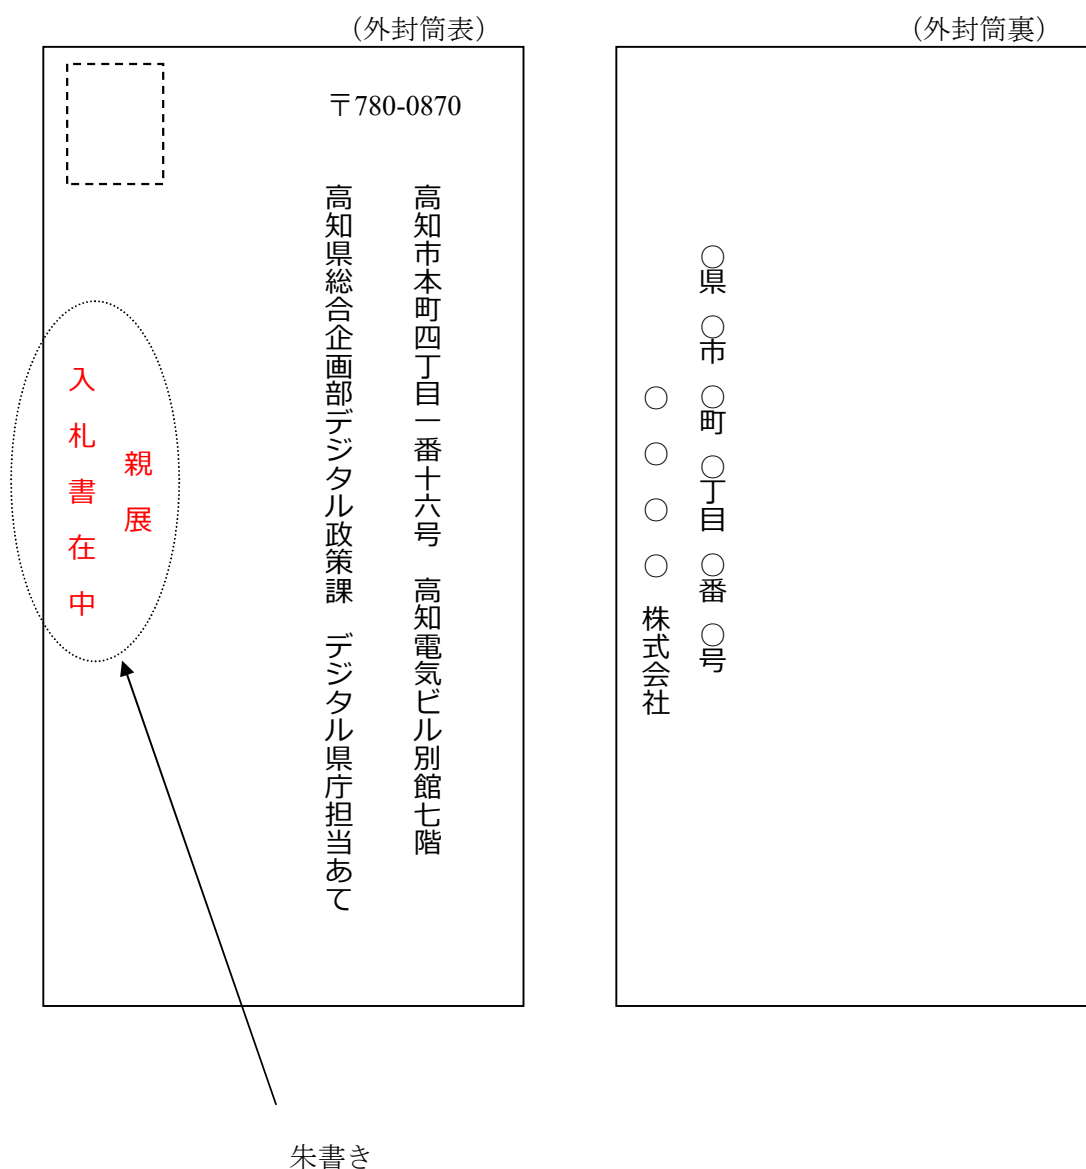 （外封筒表）
〒780-0870
高知市本町四丁目一番十六号　高知電気ビル別館七階
高知県総合企画部デジタル政策課　デジタル県庁担当あて
親展
入札書在中
朱書き
（外封筒裏）
○県 ○市 ○町 ○丁目 ○番 ○号
○ ○ ○ ○ 株式会社